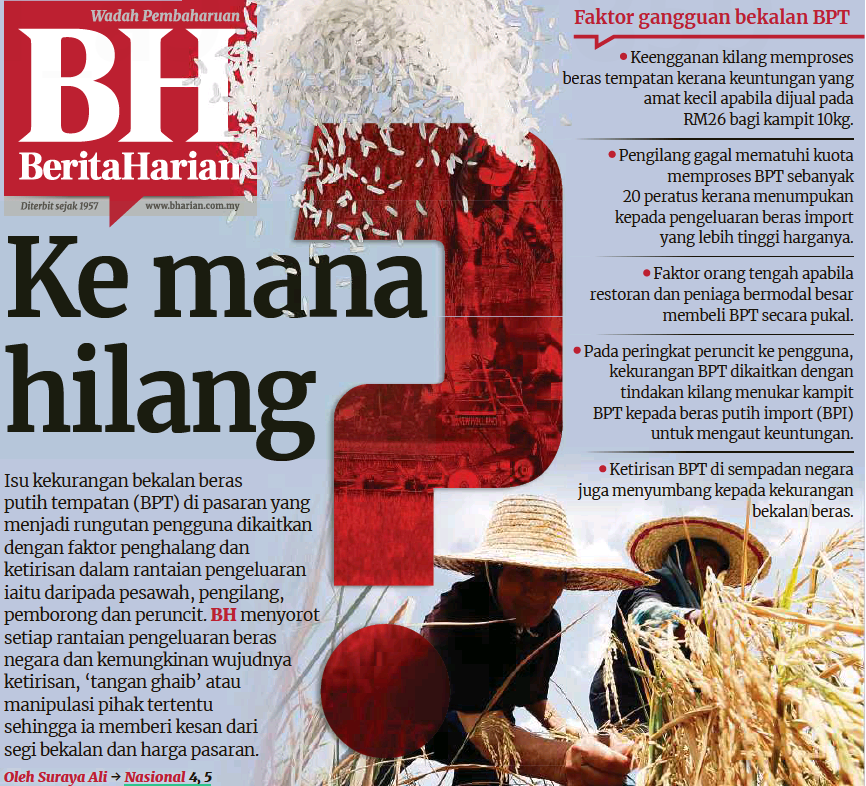 Wadah Pembaharuan
BH
BeritaHarian
Diterbit sejak 1957
www.bharian.com.my
Ke mana
hilang
?
Isu kekurangan bekalan beras
putih tempatan (BPT) di pasaran yang
menjadi rungutan pengguna dikaitkan
dengan faktor penghalang dan
ketirisan dalam rantaian pengeluaran
iaitu daripada pesawah, pengilang,
pemborong dan peruncit. BH menyorot
setiap rantaian pengeluaran beras
negara dan kemungkinan wujudnya
ketirisan, ‘tangan ghaib’ atau
manipulasi pihak tertentu
sehingga ia memberi kesan dari
segi bekalan dan harga pasaran.
Oleh Suraya Ali → Nasional 4, 5
Faktor gangguan bekalan BPT
• Keengganan kilang memproses
beras tempatan kerana keuntungan yang
amat kecil apabila dijual pada
RM26 bagi kampit 10kg.
• Pengilang gagal mematuhi kuota
memproses BPT sebanyak
20 peratus kerana menumpukan
kepada pengeluaran beras import
yang lebih tinggi harganya.
• Faktor orang tengah apabila
restoran dan peniaga bermodal besar
membeli BPT secara pukal.
• Pada peringkat peruncit ke pengguna,
kekurangan BPT dikaitkan dengan
tindakan kilang menukar kampit
BPT kepada beras putih import (BPI)
untuk mengaut keuntungan.
• Ketirisan BPT di sempadan negara
juga menyumbang kepada kekurangan
bekalan beras.
NEW HOLLAND